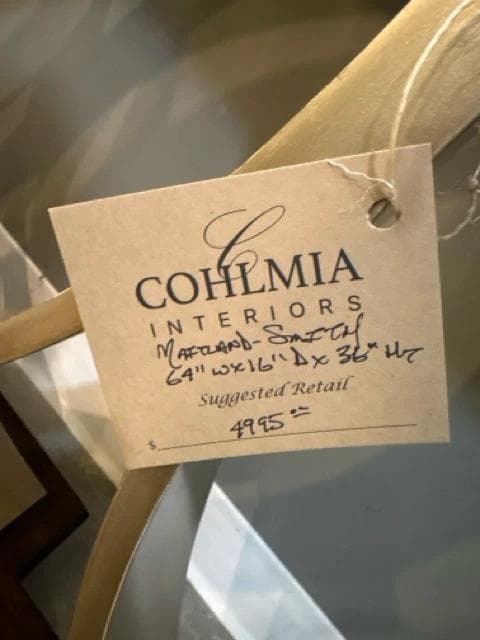 C
COHLMIA
INTERIORS
MAITLAND-SMITH
64" W X 16" D X 36" HT
Suggested Retail
$ 4995.00